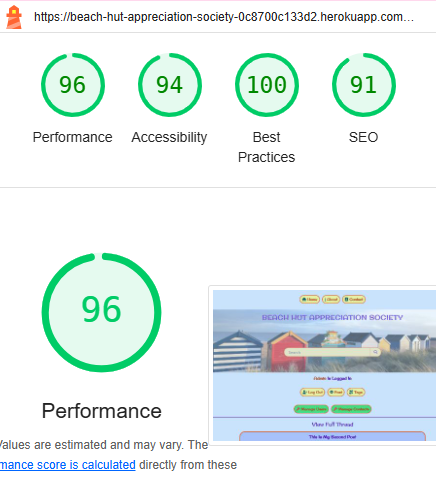 https://beach-hut-appreciation-society-0c8700c133d2.herokuapp.com…
96 94 100 91
Performance Accessibility Best Practices SEO
96
Performance
Values are estimated and may vary. The
mance score is calculated directly from these
Home About Contact
BEACH HUT APPRECIATION SOCIETY
Search
Admin Is Logged In
Log Out Post Tags
Manage Users Manage Contacts
View Full Thread
This Is My Second Post